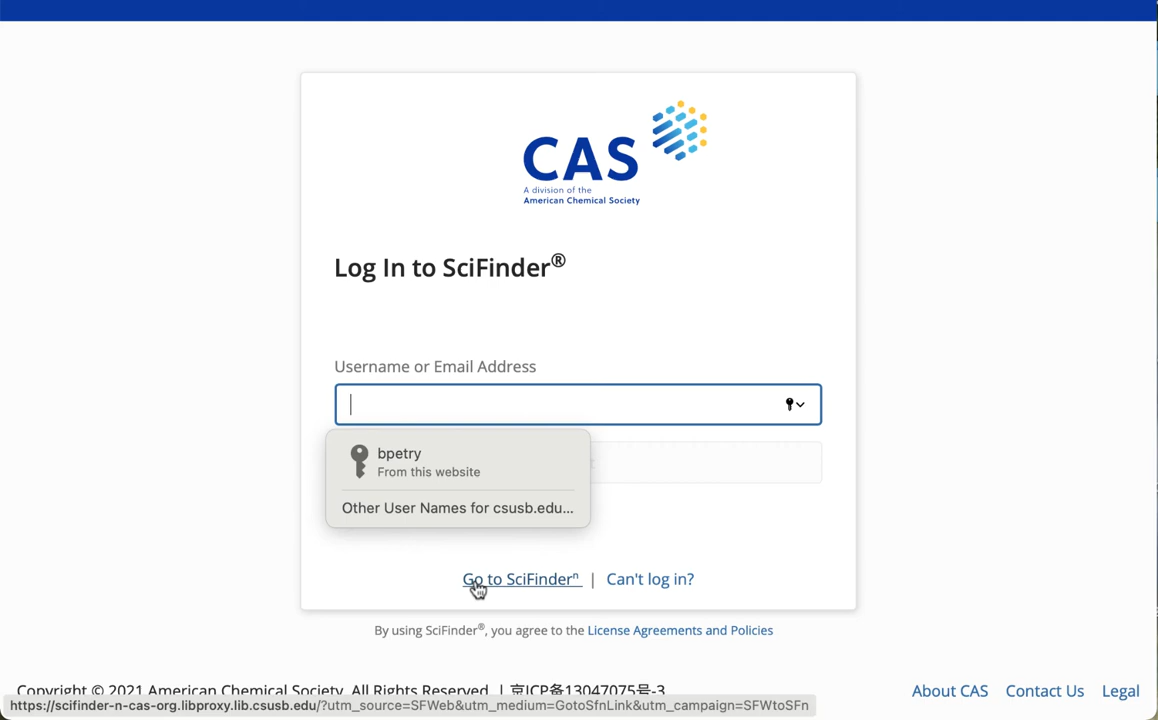 CAS
A division of the
American Chemical Society
Log In to SciFinder®
Username or Email Address
bpetry
From this website
Other User Names for csusb.edu...
Go to SciFinderⁿ | Can't log in?
By using SciFinder®, you agree to the License Agreements and Policies
Copyright © 2021 American Chemical Society. All Rights Reserved. | 京ICP备13047075号-3
About CAS Contact Us Legal
https://scifinder-n-cas-org.libproxy.lib.csusb.edu/?utm_source=SFWeb&utm_medium=GotoSfnLink&utm_campaign=SFWtoSFn